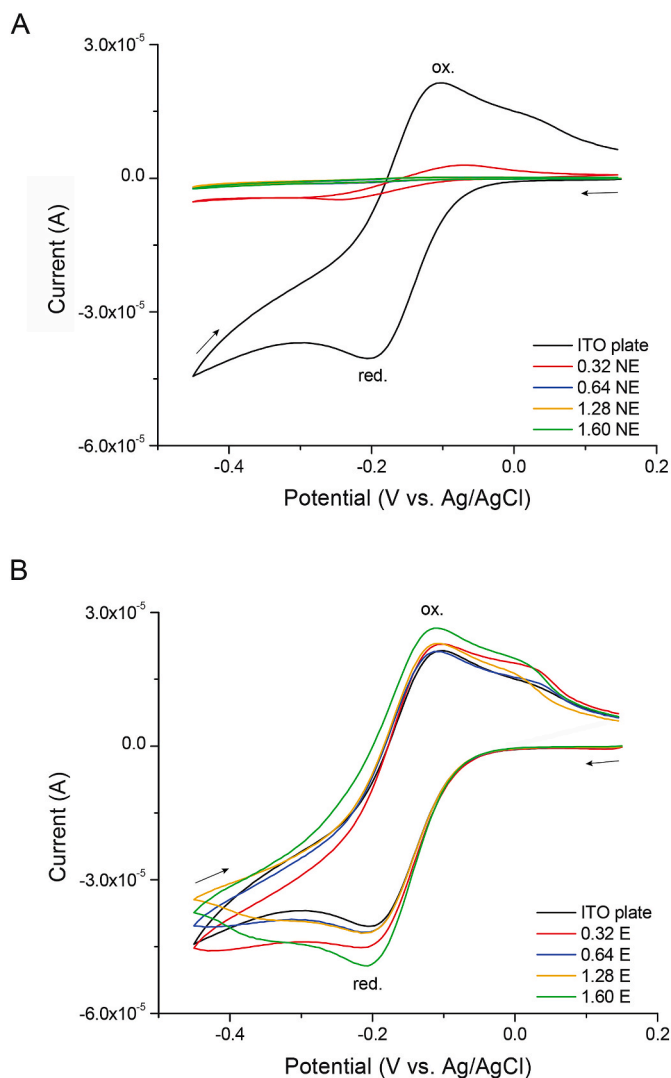 A
3.0x10⁻⁵
ox.
0.0
Current (A)
-3.0x10⁻⁵
red.
ITO plate
0.32 NE
0.64 NE
1.28 NE
1.60 NE
-6.0x10⁻⁵
-0.4 -0.2 0.0 0.2
Potential (V vs. Ag/AgCl)
B
3.0x10⁻⁵
ox.
0.0
Current (A)
-3.0x10⁻⁵
ITO plate
0.32 E
0.64 E
1.28 E
1.60 E
red.
-6.0x10⁻⁵
-0.4 -0.2 0.0 0.2
Potential (V vs. Ag/AgCl)